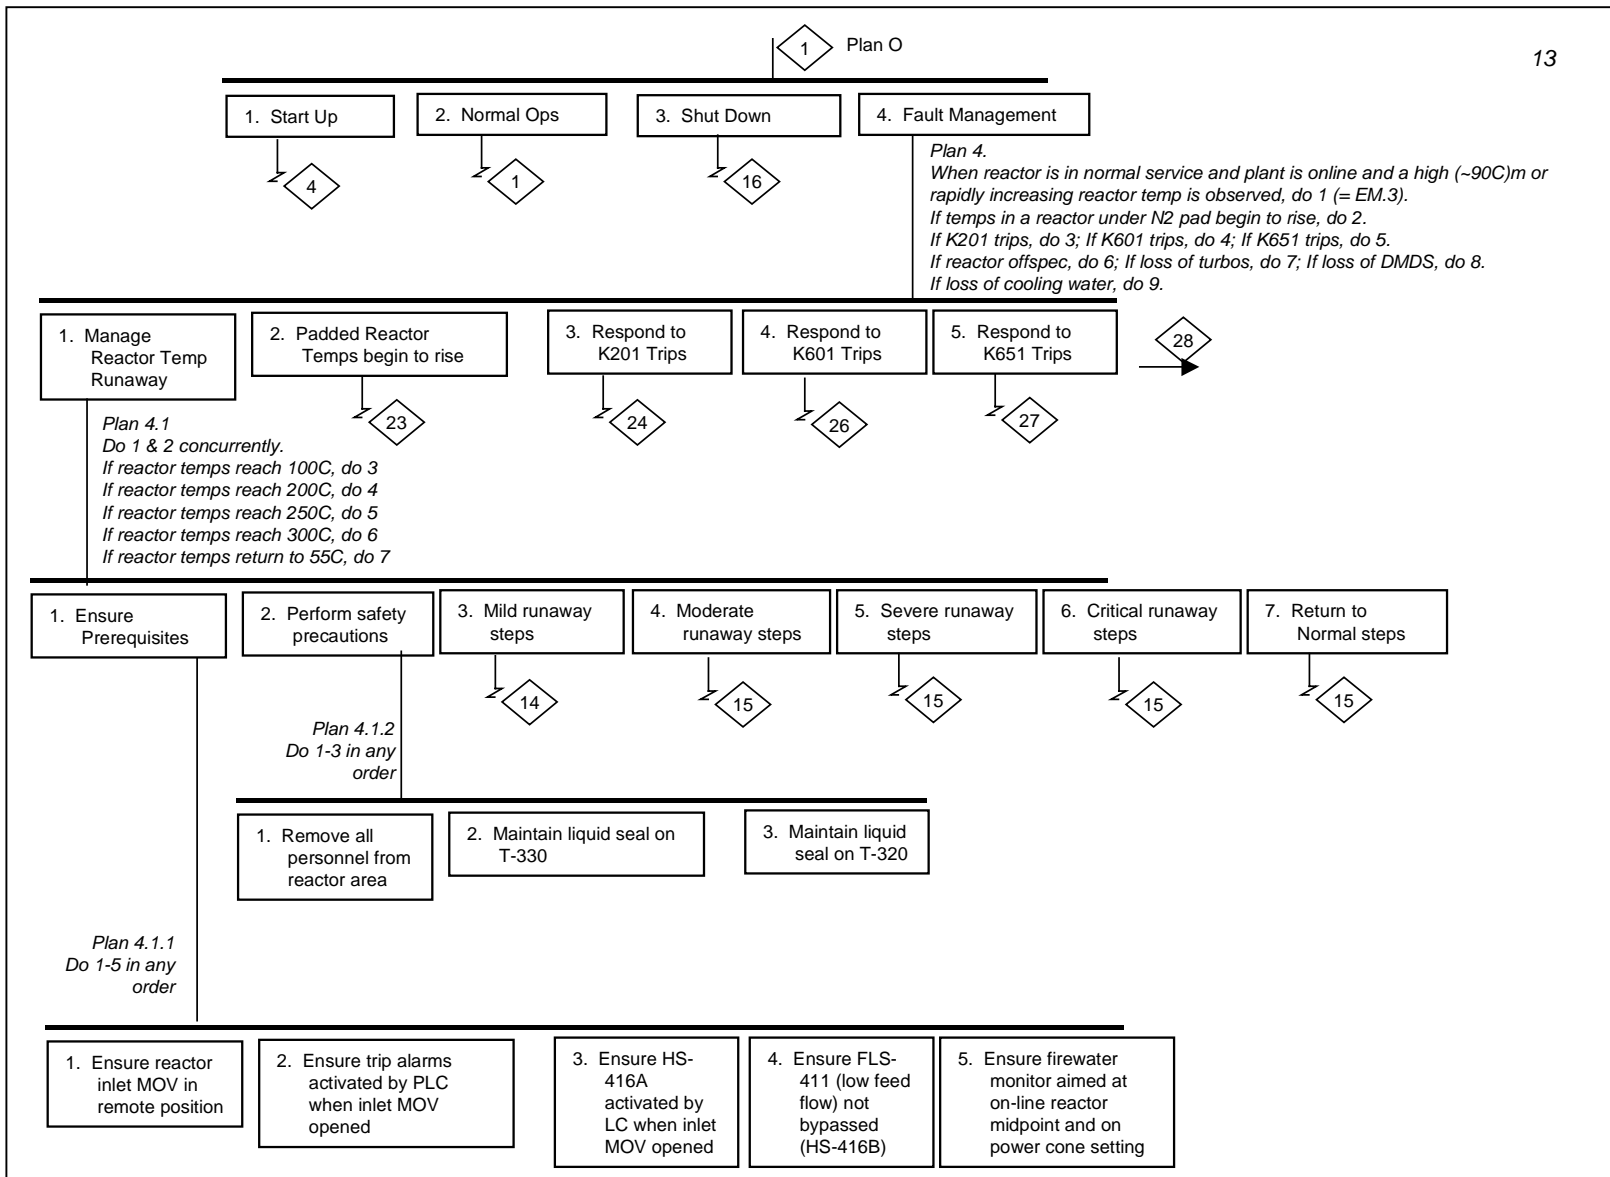 1 Plan O
13
1. Start Up
2. Normal Ops
3. Shut Down
4. Fault Management
4
1
16
Plan 4.
When reactor is in normal service and plant is online and a high (~90C)m or
rapidly increasing reactor temp is observed, do 1 (= EM.3).
If temps in a reactor under N2 pad begin to rise, do 2.
If K201 trips, do 3; If K601 trips, do 4; If K651 trips, do 5.
If reactor offspec, do 6; If loss of turbos, do 7; If loss of DMDS, do 8.
If loss of cooling water, do 9.
1. Manage
Reactor Temp
Runaway
2. Padded Reactor
Temps begin to rise
3. Respond to
K201 Trips
4. Respond to
K601 Trips
5. Respond to
K651 Trips
28
23
24
26
27
Plan 4.1
Do 1 & 2 concurrently.
If reactor temps reach 100C, do 3
If reactor temps reach 200C, do 4
If reactor temps reach 250C, do 5
If reactor temps reach 300C, do 6
If reactor temps return to 55C, do 7
1. Ensure
Prerequisites
2. Perform safety
precautions
3. Mild runaway
steps
4. Moderate
runaway steps
5. Severe runaway
steps
6. Critical runaway
steps
7. Return to
Normal steps
14
15
15
15
15
Plan 4.1.2
Do 1-3 in any
order
1. Remove all
personnel from
reactor area
2. Maintain liquid seal on
T-330
3. Maintain liquid
seal on T-320
Plan 4.1.1
Do 1-5 in any
order
1. Ensure reactor
inlet MOV in
remote position
2. Ensure trip alarms
activated by PLC
when inlet MOV
opened
3. Ensure HS-
416A
activated by
LC when inlet
MOV opened
4. Ensure FLS-
411 (low feed
flow) not
bypassed
(HS-416B)
5. Ensure firewater
monitor aimed at
on-line reactor
midpoint and on
power cone setting